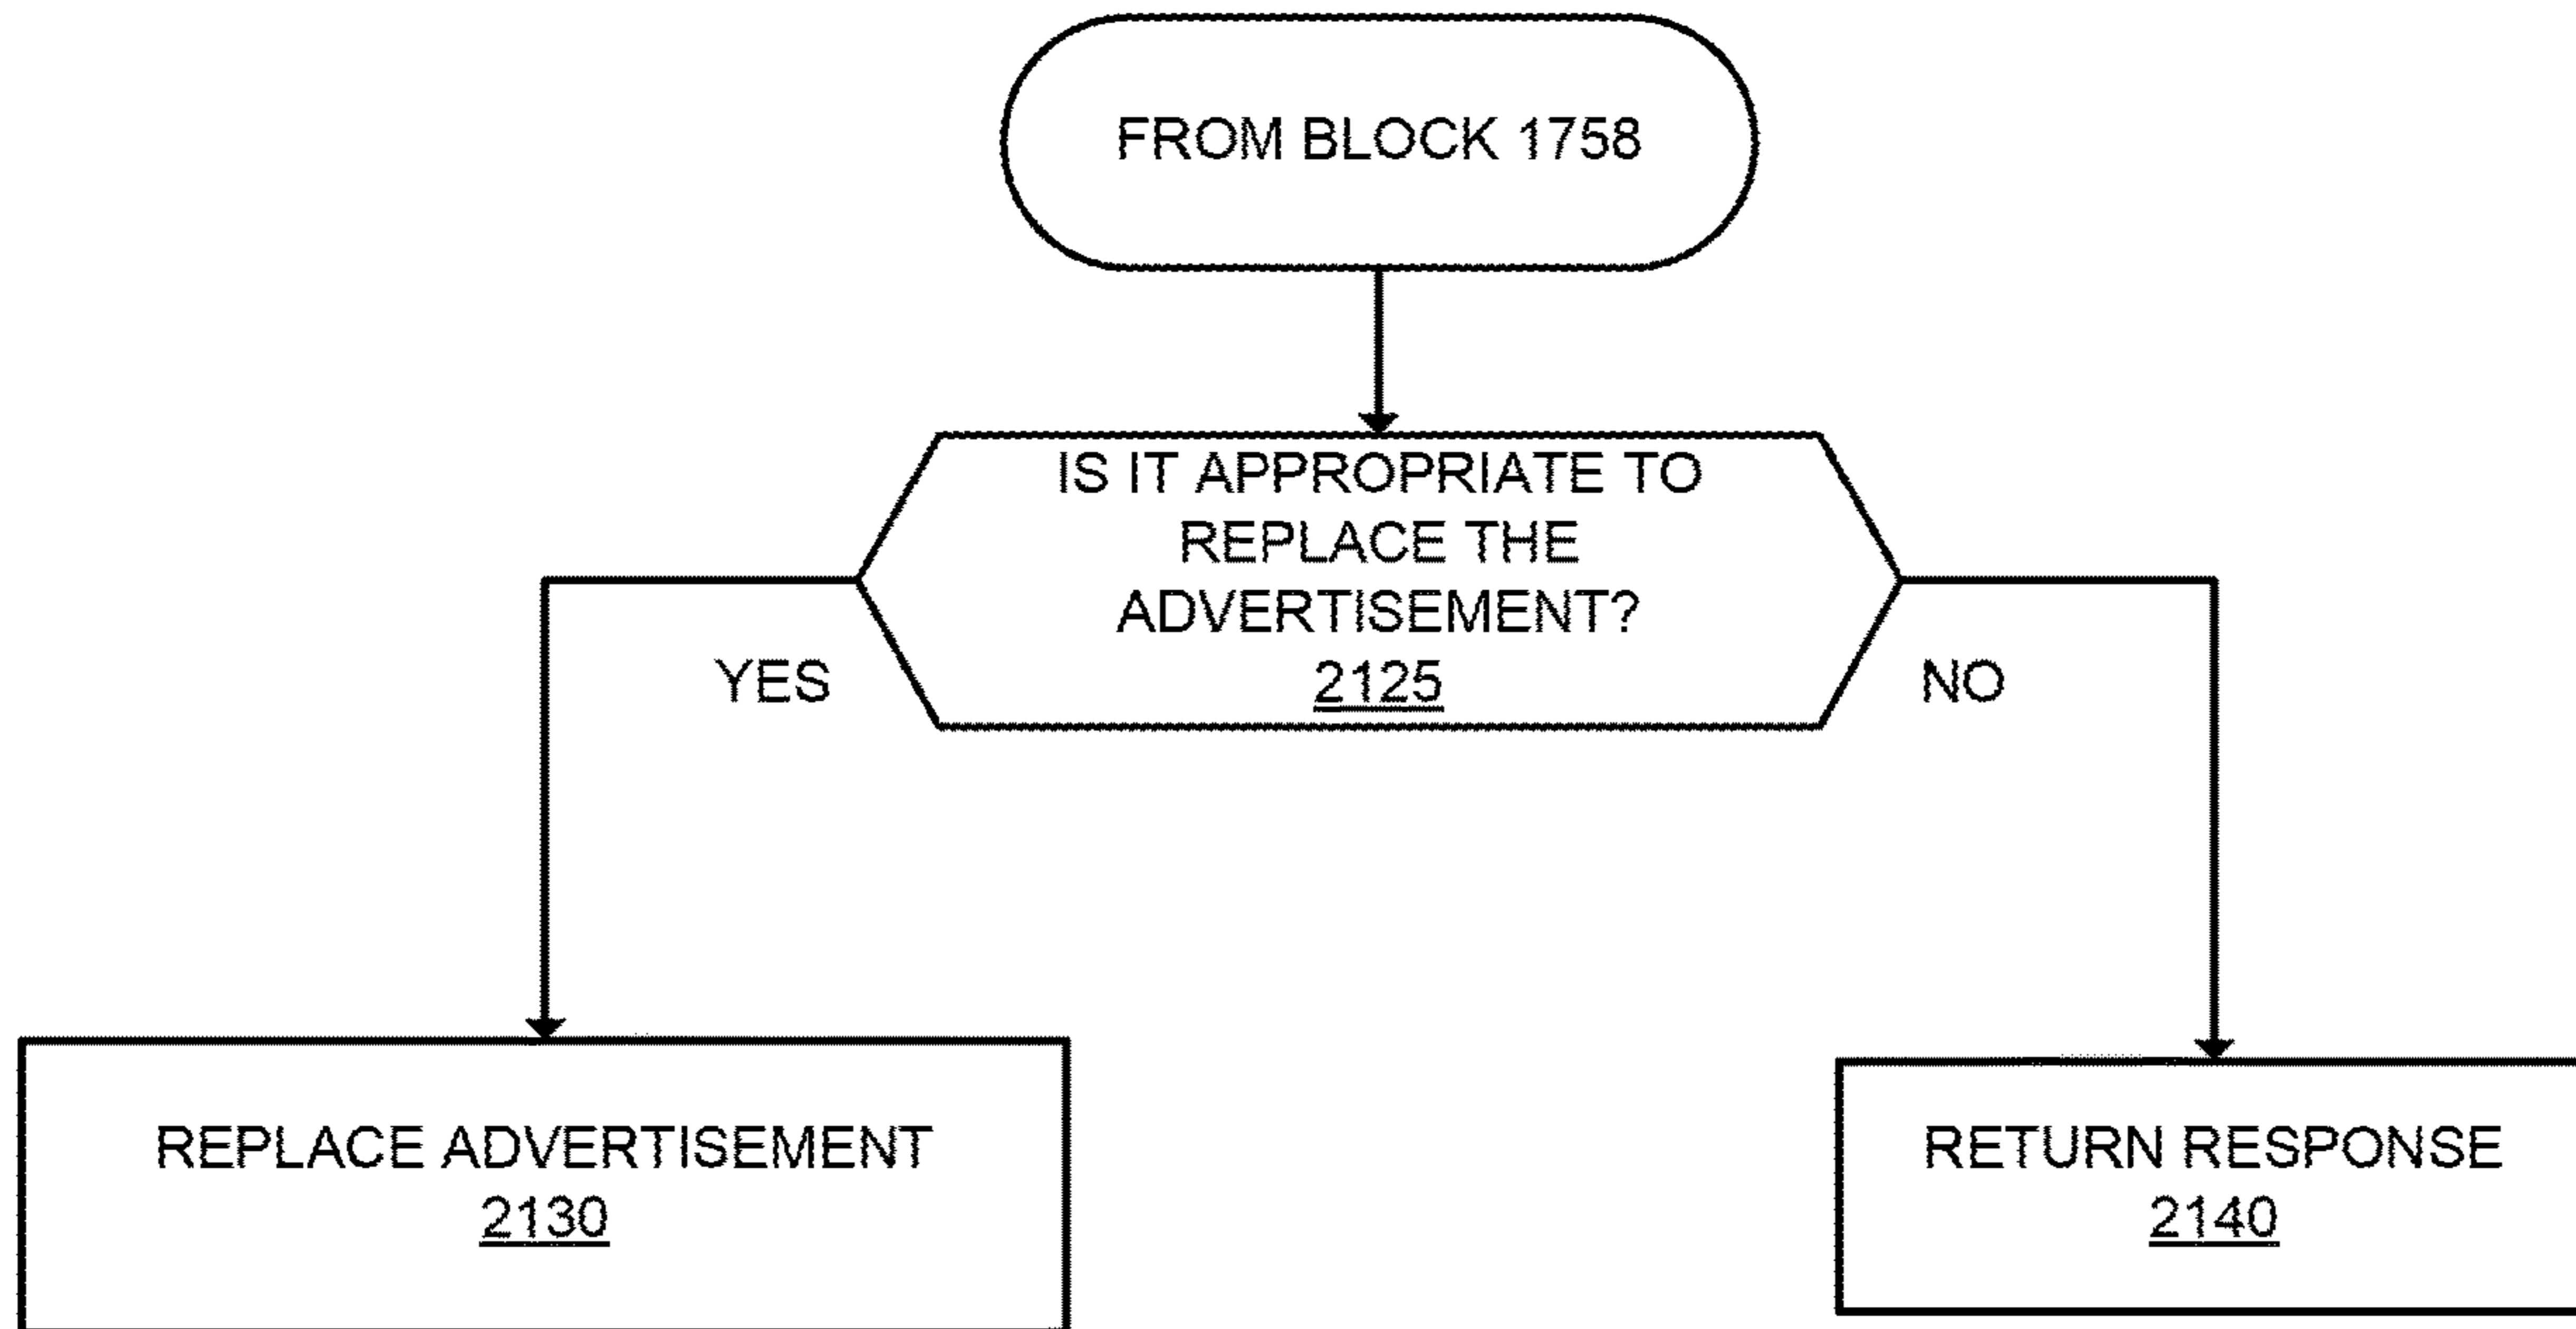 FROM BLOCK 1758
IS IT APPROPRIATE TO
REPLACE THE
ADVERTISEMENT?
2125
YES
NO
REPLACE ADVERTISEMENT
2130
RETURN RESPONSE
2140